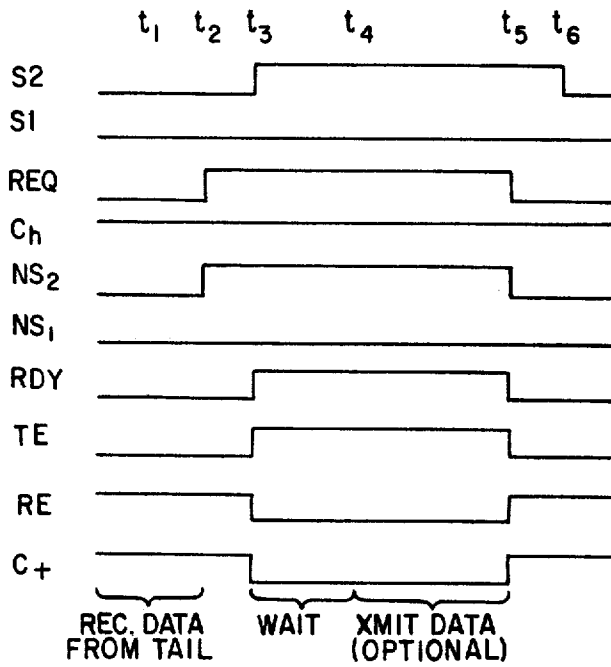 t₁ t₂ t₃ t₄ t₅ t₆
S2
S1
REQ
Cₕ
NS₂
NS₁
RDY
TE
RE
C+
REC. DATA WAIT XMIT DATA
FROM TAIL (OPTIONAL)